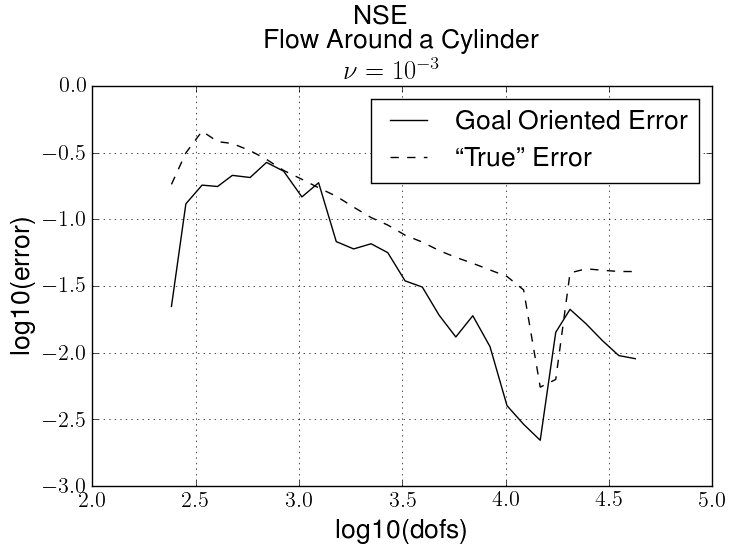 NSE
Flow Around a Cylinder
ν = 10⁻³
Goal Oriented Error
“True” Error
log10(error)
0.0
−0.5
−1.0
−1.5
−2.0
−2.5
−3.0
2.0 2.5 3.0 3.5 4.0 4.5 5.0
log10(dofs)